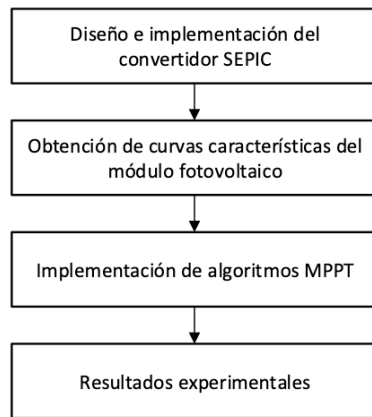 Diseño e implementación del
convertidor SEPIC
Obtención de curvas características del
módulo fotovoltaico
Implementación de algoritmos MPPT
Resultados experimentales